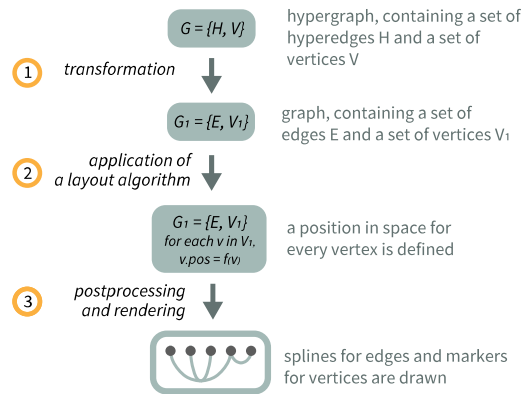 G = {H, V}
hypergraph, containing a set of
hyperedges H and a set of
vertices V
1
transformation
G₁ = {E, V₁}
graph, containing a set of
edges E and a set of vertices V₁
2
application of
a layout algorithm
G₁ = {E, V₁}
for each v in V₁,
v.pos = f(v)
a position in space for
every vertex is defined
3
postprocessing
and rendering
splines for edges and markers
for vertices are drawn